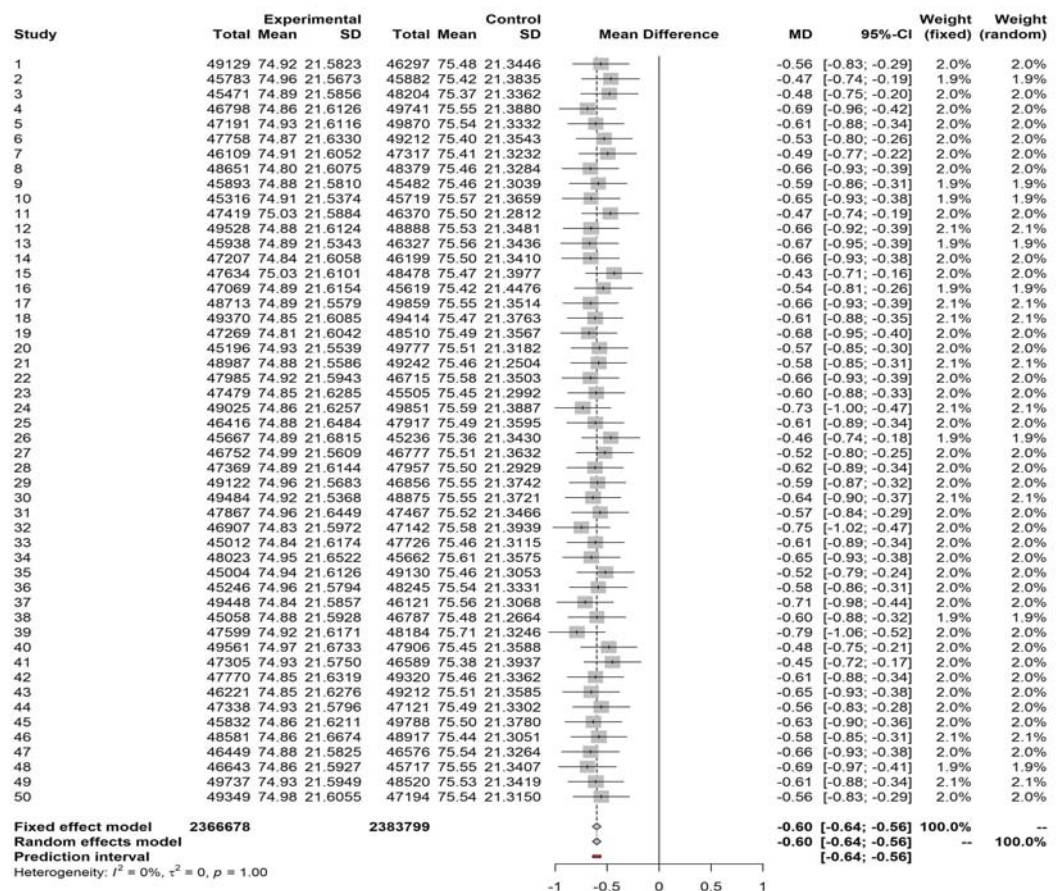 Experimental Control Weight Weight
Study Total Mean SD Total Mean SD Mean Difference MD 95%-CI (fixed) (random)
1 49129 74.92 21.5823 46297 75.48 21.3446 -0.56 [-0.83; -0.29] 2.0% 2.0%
2 45783 74.96 21.5673 45882 75.42 21.3835 -0.47 [-0.74; -0.19] 1.9% 1.9%
3 45471 74.89 21.5856 48204 75.37 21.3362 -0.48 [-0.75; -0.20] 2.0% 2.0%
4 46798 74.86 21.6126 49741 75.55 21.3880 -0.69 [-0.96; -0.42] 2.0% 2.0%
5 47191 74.93 21.6116 49870 75.54 21.3332 -0.61 [-0.88; -0.34] 2.0% 2.0%
6 47758 74.87 21.6330 49212 75.40 21.3543 -0.53 [-0.80; -0.26] 2.0% 2.0%
7 46109 74.91 21.6052 47317 75.41 21.3232 -0.49 [-0.77; -0.22] 2.0% 2.0%
8 48651 74.80 21.6075 48379 75.46 21.3284 -0.66 [-0.93; -0.39] 2.0% 2.0%
9 45893 74.88 21.5810 45482 75.46 21.3039 -0.59 [-0.86; -0.31] 1.9% 1.9%
10 45316 74.91 21.5374 45719 75.57 21.3659 -0.65 [-0.93; -0.38] 1.9% 1.9%
11 47419 75.03 21.5884 46370 75.50 21.2812 -0.47 [-0.74; -0.19] 2.0% 2.0%
12 49528 74.88 21.6124 48888 75.53 21.3481 -0.66 [-0.92; -0.39] 2.1% 2.1%
13 45938 74.89 21.5343 46327 75.56 21.3436 -0.67 [-0.95; -0.39] 1.9% 1.9%
14 47207 74.84 21.6058 46199 75.50 21.3410 -0.66 [-0.93; -0.38] 2.0% 2.0%
15 47634 75.03 21.6101 48478 75.47 21.3977 -0.43 [-0.71; -0.16] 2.0% 2.0%
16 47069 74.89 21.6154 45619 75.42 21.4476 -0.54 [-0.81; -0.26] 1.9% 1.9%
17 48713 74.89 21.5579 49859 75.55 21.3514 -0.66 [-0.93; -0.39] 2.1% 2.1%
18 49370 74.85 21.6085 49414 75.47 21.3763 -0.61 [-0.88; -0.35] 2.1% 2.1%
19 47269 74.81 21.6042 48510 75.49 21.3567 -0.68 [-0.95; -0.40] 2.0% 2.0%
20 45196 74.93 21.5539 49777 75.51 21.3182 -0.57 [-0.85; -0.30] 2.0% 2.0%
21 48987 74.88 21.5586 49242 75.46 21.2504 -0.58 [-0.85; -0.31] 2.1% 2.1%
22 47985 74.92 21.5943 46715 75.58 21.3503 -0.66 [-0.93; -0.39] 2.0% 2.0%
23 47479 74.85 21.6285 45505 75.45 21.2992 -0.60 [-0.88; -0.33] 2.0% 2.0%
24 49025 74.86 21.6257 49851 75.59 21.3887 -0.73 [-1.00; -0.47] 2.1% 2.1%
25 46416 74.88 21.6484 47917 75.49 21.3595 -0.61 [-0.89; -0.34] 2.0% 2.0%
26 45667 74.89 21.6815 45236 75.36 21.3430 -0.46 [-0.74; -0.18] 1.9% 1.9%
27 46752 74.99 21.5609 46777 75.51 21.3632 -0.52 [-0.80; -0.25] 2.0% 2.0%
28 47369 74.89 21.6144 47957 75.50 21.2929 -0.62 [-0.89; -0.34] 2.0% 2.0%
29 49122 74.96 21.5683 46856 75.55 21.3742 -0.59 [-0.87; -0.32] 2.0% 2.0%
30 49484 74.92 21.5368 48875 75.55 21.3721 -0.64 [-0.90; -0.37] 2.1% 2.1%
31 47867 74.96 21.6449 47467 75.52 21.3466 -0.57 [-0.84; -0.29] 2.0% 2.0%
32 46907 74.83 21.5972 47142 75.58 21.3939 -0.75 [-1.02; -0.47] 2.0% 2.0%
33 45012 74.84 21.6174 47726 75.46 21.3115 -0.61 [-0.89; -0.34] 2.0% 2.0%
34 48023 74.95 21.6522 45662 75.61 21.3575 -0.65 [-0.93; -0.38] 2.0% 2.0%
35 45004 74.94 21.6126 49130 75.46 21.3053 -0.52 [-0.79; -0.24] 2.0% 2.0%
36 45246 74.96 21.5794 48245 75.54 21.3331 -0.58 [-0.86; -0.31] 2.0% 2.0%
37 49448 74.84 21.5857 46121 75.56 21.3068 -0.71 [-0.98; -0.44] 2.0% 2.0%
38 45058 74.88 21.5928 46787 75.48 21.2664 -0.60 [-0.88; -0.32] 1.9% 1.9%
39 47599 74.92 21.6171 48184 75.71 21.3246 -0.79 [-1.06; -0.52] 2.0% 2.0%
40 49561 74.97 21.6733 47906 75.45 21.3588 -0.48 [-0.75; -0.21] 2.0% 2.0%
41 47305 74.93 21.5750 46589 75.38 21.3937 -0.45 [-0.72; -0.17] 2.0% 2.0%
42 47770 74.85 21.6319 49320 75.46 21.3362 -0.61 [-0.88; -0.34] 2.0% 2.0%
43 46221 74.85 21.6276 49212 75.51 21.3585 -0.65 [-0.93; -0.38] 2.0% 2.0%
44 47338 74.93 21.5796 47121 75.49 21.3302 -0.56 [-0.83; -0.28] 2.0% 2.0%
45 45832 74.86 21.6211 49788 75.50 21.3780 -0.63 [-0.90; -0.36] 2.0% 2.0%
46 48581 74.86 21.6674 48917 75.44 21.3051 -0.58 [-0.85; -0.31] 2.1% 2.1%
47 46449 74.88 21.5825 46576 75.54 21.3264 -0.66 [-0.93; -0.38] 2.0% 2.0%
48 46643 74.86 21.5927 45717 75.55 21.3407 -0.69 [-0.97; -0.41] 1.9% 1.9%
49 49737 74.93 21.5949 48520 75.53 21.3419 -0.61 [-0.88; -0.34] 2.1% 2.1%
50 49349 74.98 21.6055 47194 75.54 21.3150 -0.56 [-0.83; -0.29] 2.0% 2.0%
Fixed effect model 2366678 2383799 -0.60 [-0.64; -0.56] 100.0% --
Random effects model -0.60 [-0.64; -0.56] -- 100.0%
Prediction interval [-0.64; -0.56]
Heterogeneity: I² = 0%, τ² = 0, p = 1.00
-1 -0.5 0 0.5 1